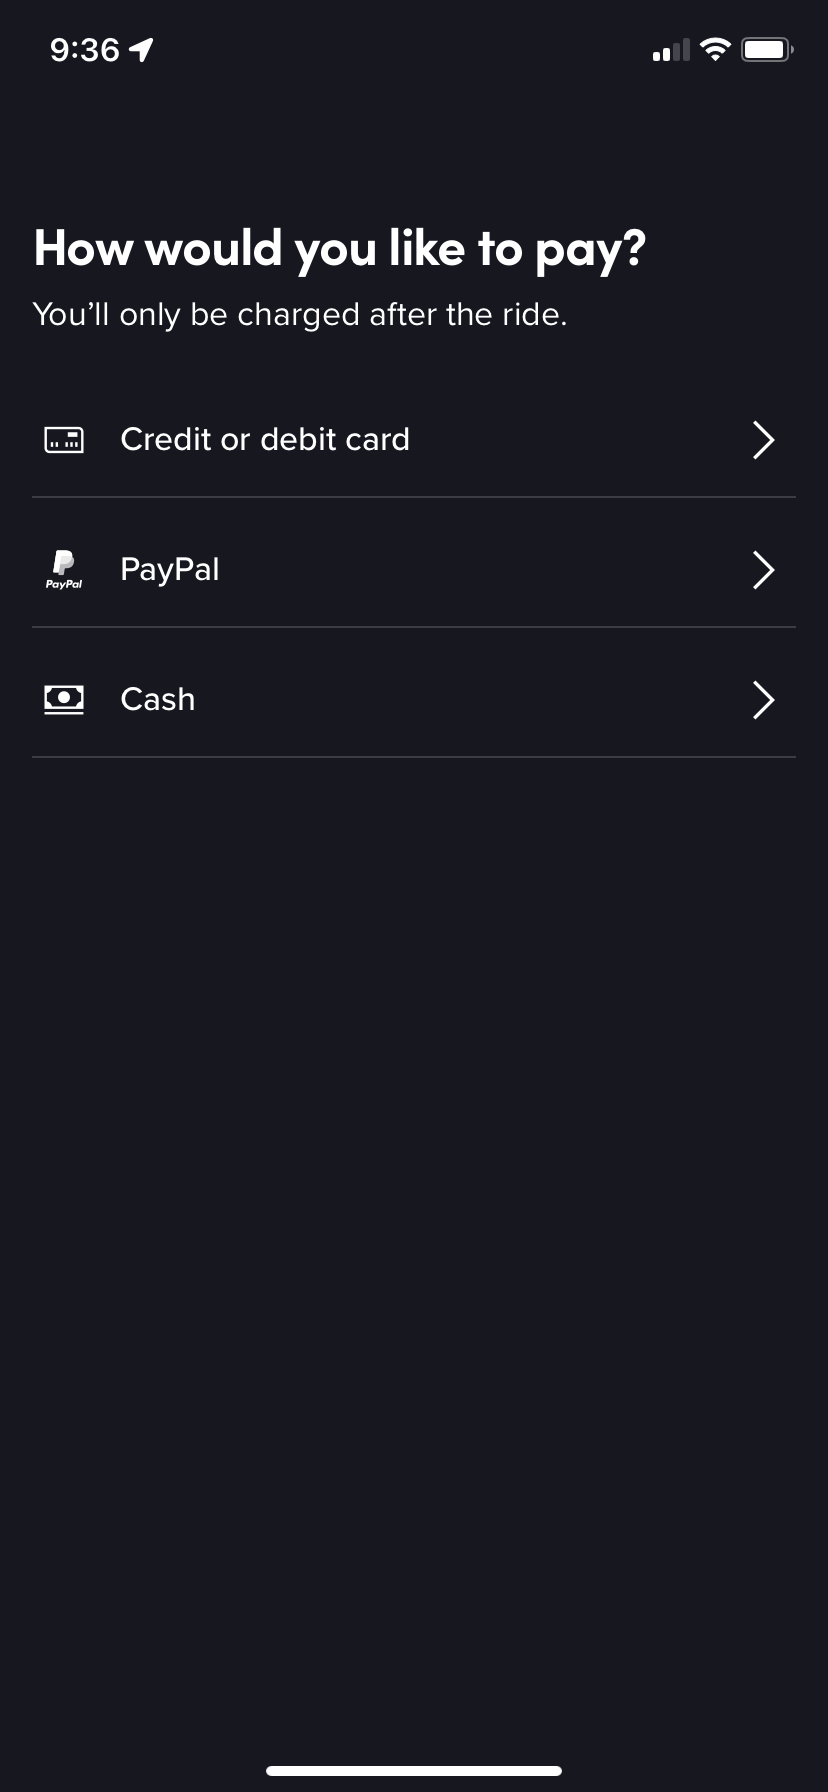 9:36
How would you like to pay?
You’ll only be charged after the ride.
Credit or debit card
PayPal
PayPal
Cash